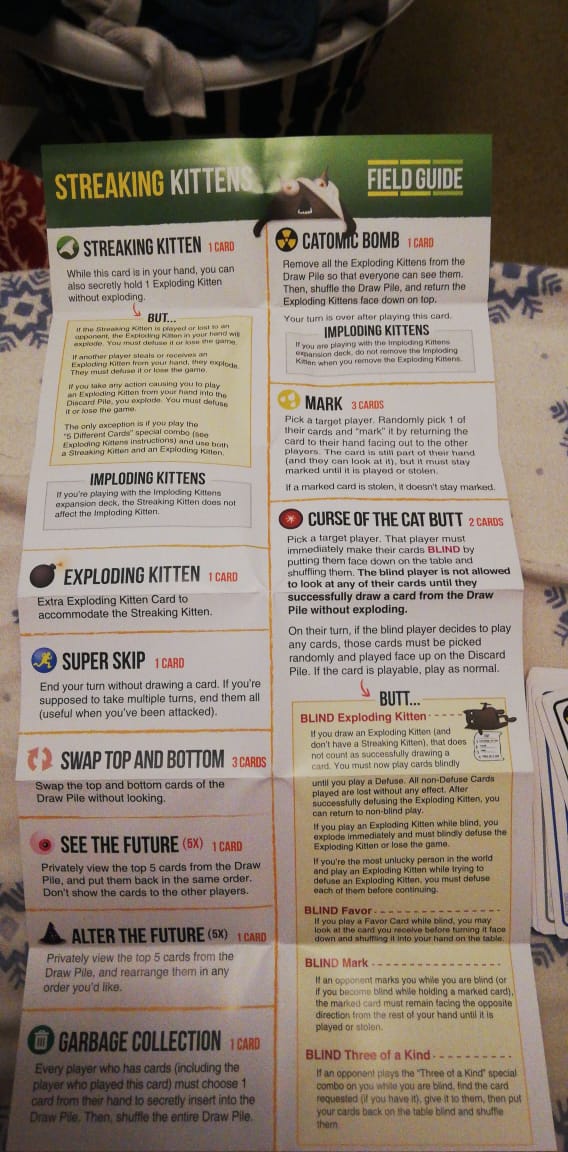 STREAKING KITTENS
FIELD GUIDE
STREAKING KITTEN 1 CARD
While this card is in your hand, you can
also secretly hold 1 Exploding Kitten
without exploding.
BUT...
If the Streaking Kitten is played or lost to an
opponent, the Exploding Kitten in your hand will
explode. You must defuse it or lose the game.
If another player steals or receives an
Exploding Kitten from your hand, they explode.
They must defuse it or lose the game.
If you take any action causing you to play
an Exploding Kitten from your hand into the
Discard Pile, you explode. You must defuse
it or lose the game.
The only exception is if you play the
"5 Different Cards" special combo (see
Exploding Kittens instructions) and use both
a Streaking Kitten and an Exploding Kitten.
IMPLODING KITTENS
If you're playing with the Imploding Kittens
expansion deck, the Streaking Kitten does not
affect the Imploding Kitten.
EXPLODING KITTEN 1 CARD
Extra Exploding Kitten Card to
accommodate the Streaking Kitten.
SUPER SKIP 1 CARD
End your turn without drawing a card. If you're
supposed to take multiple turns, end them all
(useful when you've been attacked).
SWAP TOP AND BOTTOM 3 CARDS
Swap the top and bottom cards of the
Draw Pile without looking.
SEE THE FUTURE (5X) 1 CARD
Privately view the top 5 cards from the Draw
Pile, and put them back in the same order.
Don't show the cards to the other players.
ALTER THE FUTURE (5X) 1 CARD
Privately view the top 5 cards from the
Draw Pile, and rearrange them in any
order you'd like.
GARBAGE COLLECTION 1 CARD
Every player who has cards (including the
player who played this card) must choose 1
card from their hand to secretly insert into the
Draw Pile. Then, shuffle the entire Draw Pile.
CATOMIC BOMB 1 CARD
Remove all the Exploding Kittens from the
Draw Pile so that everyone can see them.
Then, shuffle the Draw Pile, and return the
Exploding Kittens face down on top.
Your turn is over after playing this card.
IMPLODING KITTENS
If you are playing with the Imploding Kittens
expansion deck, do not remove the Imploding
Kitten when you remove the Exploding Kittens.
MARK 3 CARDS
Pick a target player. Randomly pick 1 of
their cards and "mark" it by returning the
card to their hand facing out to the other
players. The card is still part of their hand
(and they can look at it), but it must stay
marked until it is played or stolen.
If a marked card is stolen, it doesn't stay marked.
CURSE OF THE CAT BUTT 2 CARDS
Pick a target player. That player must
immediately make their cards BLIND by
putting them face down on the table and
shuffling them. The blind player is not allowed
to look at any of their cards until they
successfully draw a card from the Draw
Pile without exploding.
On their turn, if the blind player decides to play
any cards, those cards must be picked
randomly and played face up on the Discard
Pile. If the card is playable, play as normal.
BUTT...
BLIND Exploding Kitten
If you draw an Exploding Kitten (and
don't have a Streaking Kitten), that does
not count as successfully drawing a
card. You must now play cards blindly
until you play a Defuse. All non-Defuse Cards
played are lost without any effect. After
successfully defusing the Exploding Kitten, you
can return to non-blind play.
If you play an Exploding Kitten while blind, you
explode immediately and must blindly defuse the
Exploding Kitten or lose the game.
If you're the most unlucky person in the world
and play an Exploding Kitten while trying to
defuse an Exploding Kitten, you must defuse
each of them before continuing.
BLIND Favor
If you play a Favor Card while blind, you may
look at the card you receive before turning it face
down and shuffling it into your hand on the table.
BLIND Mark
If an opponent marks you while you are blind (or
if you become blind while holding a marked card),
the marked card must remain facing the opposite
direction from the rest of your hand until it is
played or stolen.
BLIND Three of a Kind
If an opponent plays the "Three of a Kind" special
combo on you while you are blind, find the card
requested (if you have it), give it to them, then put
your cards back on the table blind and shuffle
them.